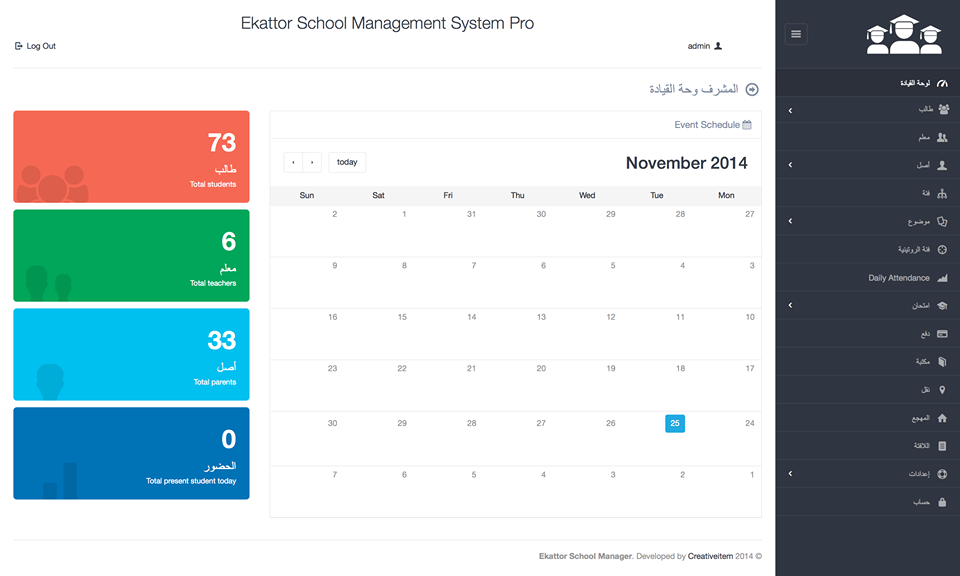 Ekattor School Management System Pro
Log Out
admin
المشرف وحة القيادة
73
طالب
Total students
6
معلم
Total teachers
33
أصل
Total parents
0
الحضور
Total present student today
Event Schedule
today
November 2014
Sun Sat Fri Thu Wed Tue Mon
2 1 31 30 29 28 27
9 8 7 6 5 4 3
16 15 14 13 12 11 10
23 22 21 20 19 18 17
30 29 28 27 26 25 24
7 6 5 4 3 2 1
لوحة القيادة
طالب
معلم
أصل
فئة
موضوع
فئة الروتينية
Daily Attendance
امتحان
دفع
مكتبة
نقل
المهجع
اللافتة
إعدادات
حساب
Ekattor School Manager. Developed by Creativeitem 2014 ©